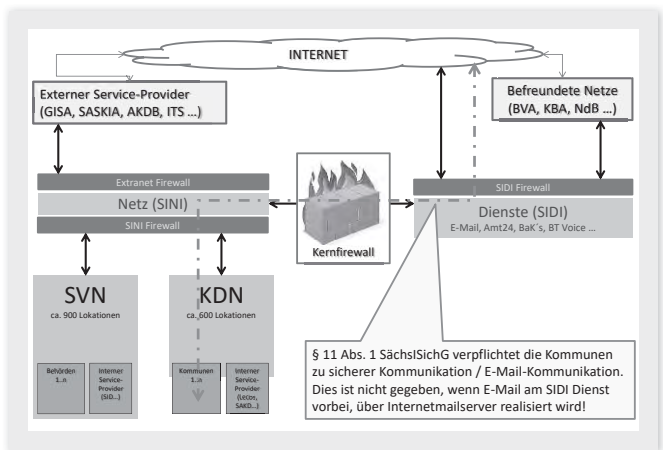 INTERNET
Externer Service-Provider
(GISA, SASKIA, AKDB, ITS ...)
Befreundete Netze
(BVA, KBA, NdB ...)
Extranet Firewall
Netz (SINI)
SINI Firewall
Kernfirewall
SIDI Firewall
Dienste (SIDI)
E-Mail, Amt24, BaK´s, BT Voice ...
SVN
ca. 900 Lokationen
KDN
ca. 600 Lokationen
Behörden
1..n
Interner
Service-
Provider
(SID...)
Kommunen
1..n
Interner
Service-
Provider
(Lecos,
SAKD...)
§ 11 Abs. 1 SächsISichG verpflichtet die Kommunen
zu sicherer Kommunikation / E-Mail-Kommunikation.
Dies ist nicht gegeben, wenn E-Mail am SIDI Dienst
vorbei, über Internetmailserver realisiert wird!